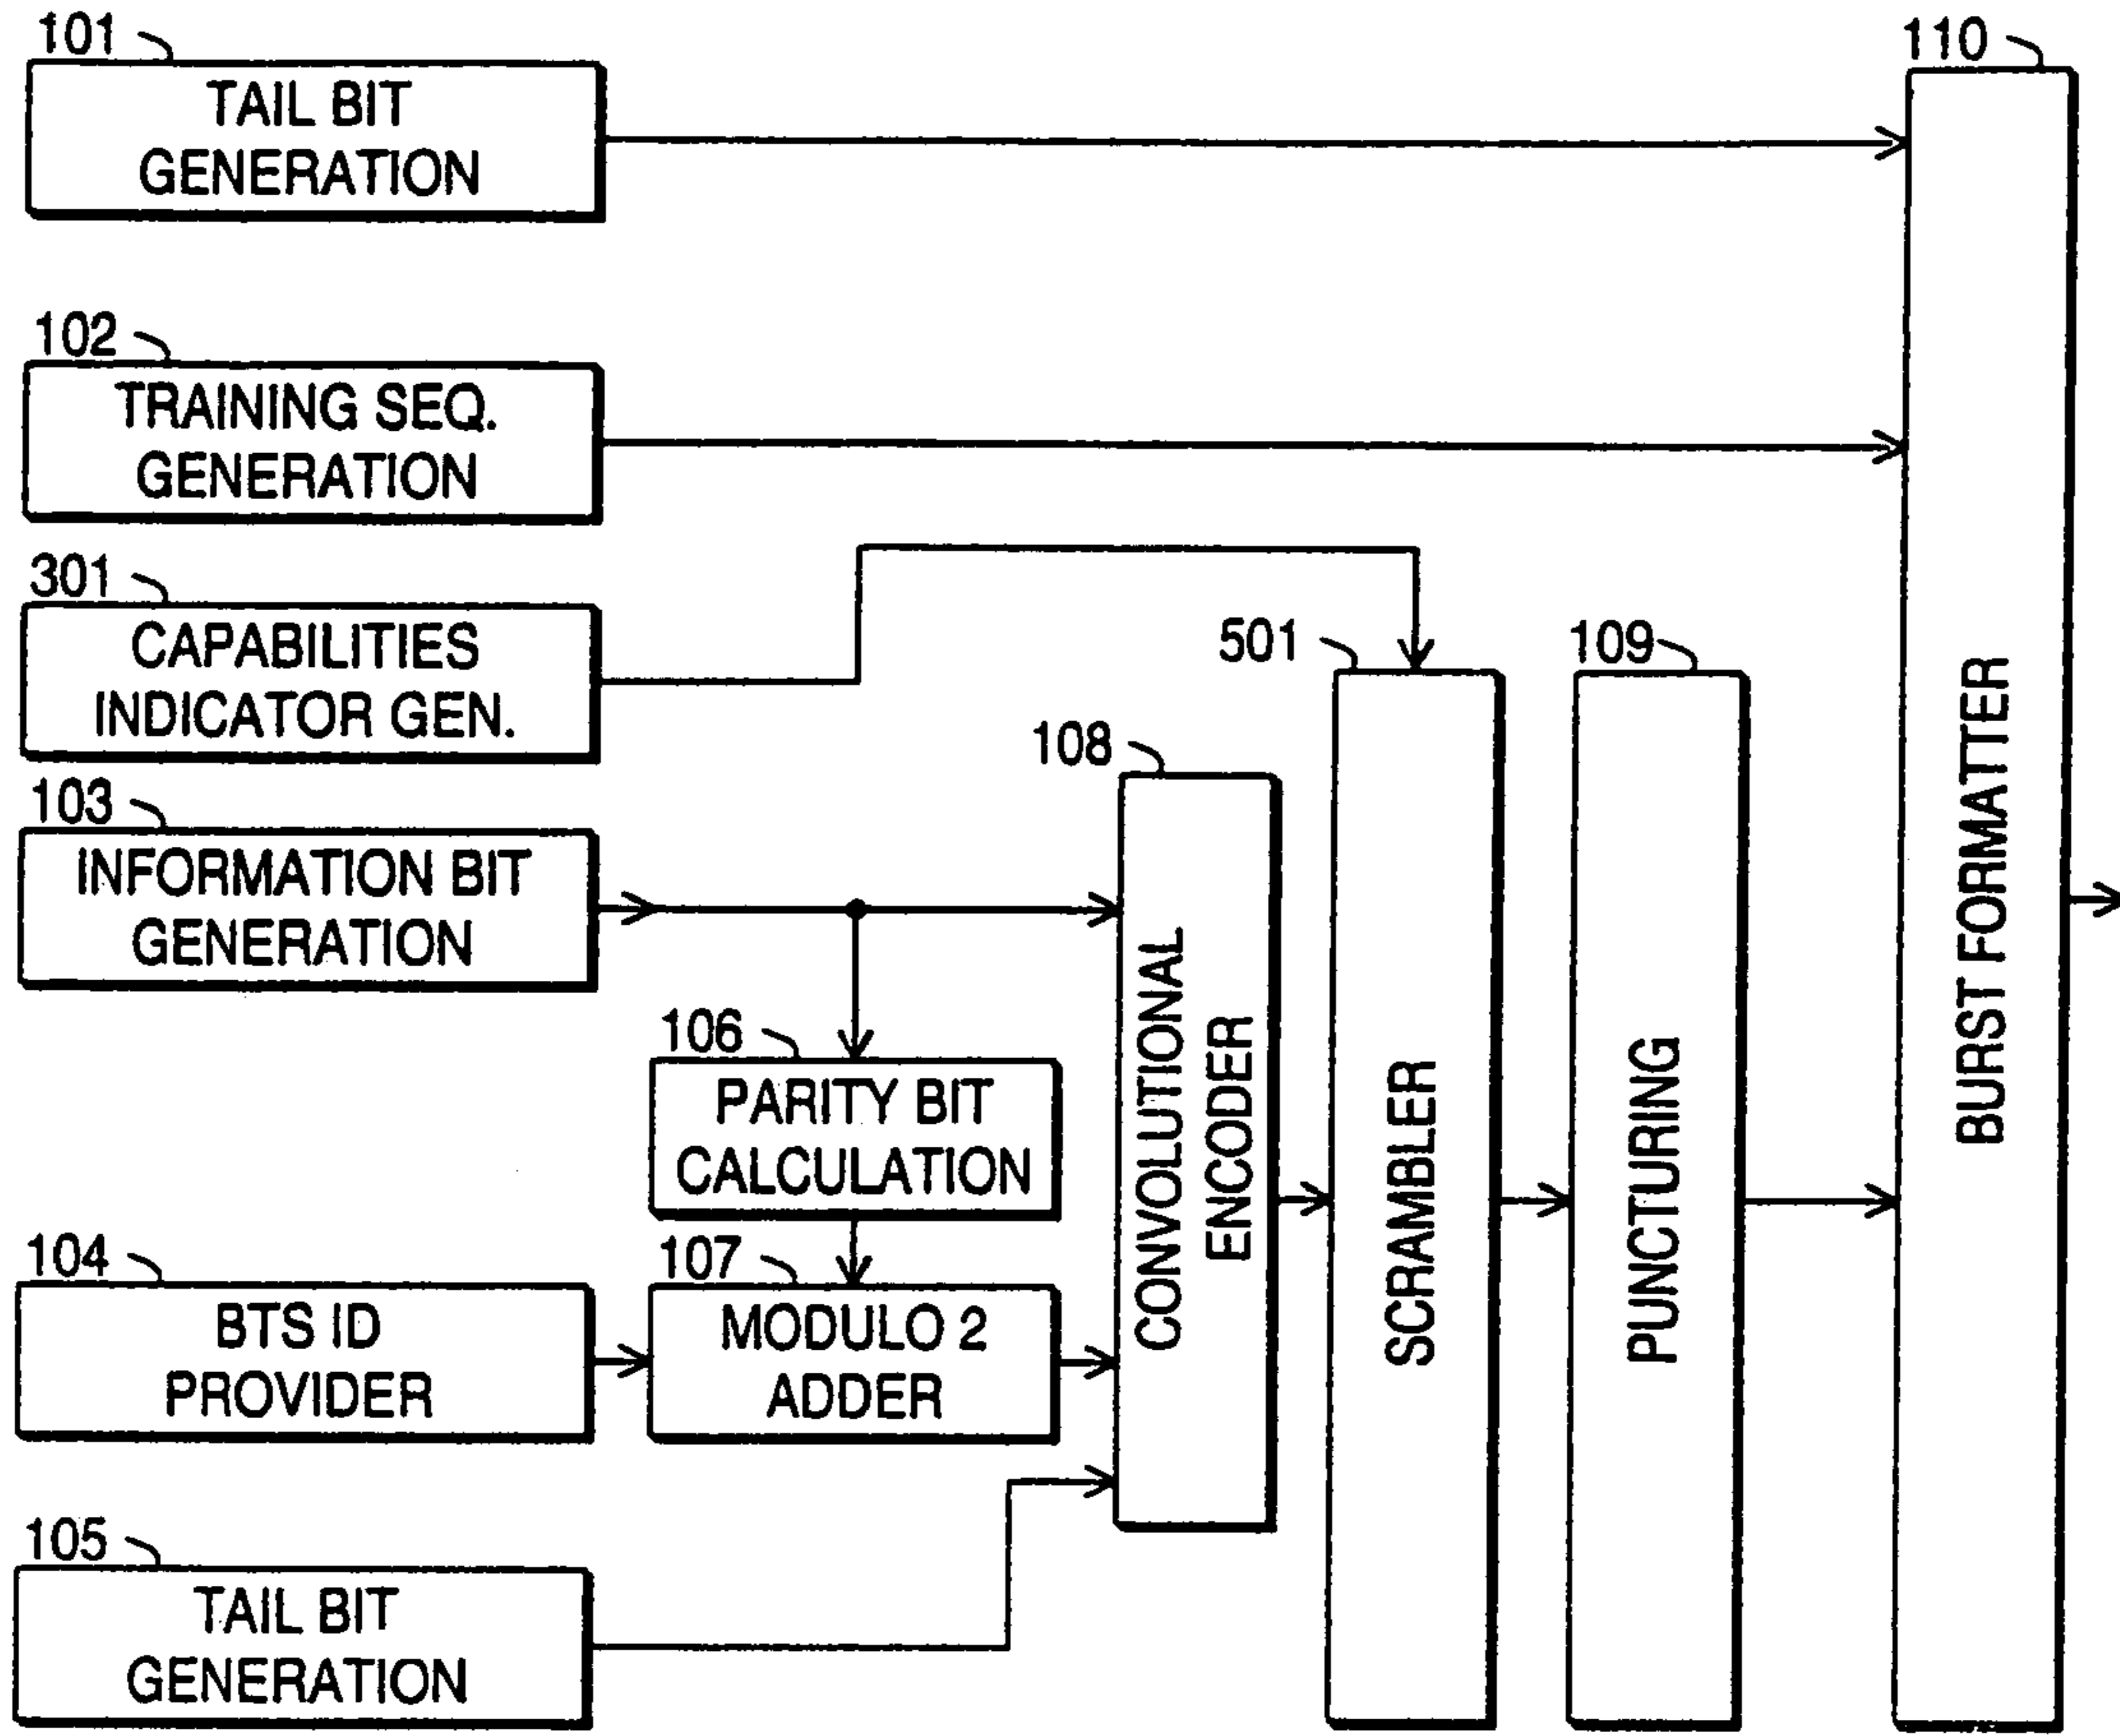 101
TAIL BIT
GENERATION
110
BURST FORMATTER
102
TRAINING SEQ.
GENERATION
301
CAPABILITIES
INDICATOR GEN.
501
SCRAMBLER
109
PUNCTURING
108
CONVOLUTIONAL
ENCODER
103
INFORMATION BIT
GENERATION
106
PARITY BIT
CALCULATION
104
BTS ID
PROVIDER
107
MODULO 2
ADDER
105
TAIL BIT
GENERATION